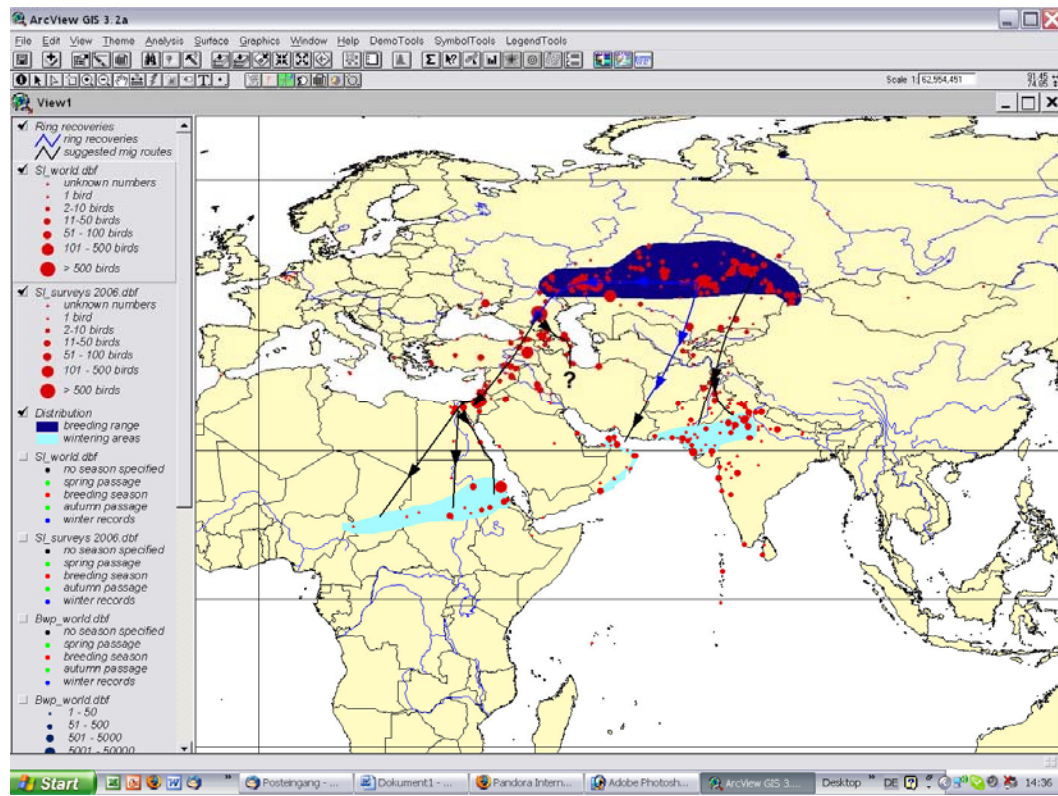 ArcView GIS 3.2a
File Edit View Theme Analysis Surface Graphics Window Help DemoTools SymbolTools LegendTools
Scale 1: 62,554,451
91.45
74.65
View1
Ring recoveries
ring recoveries
suggested mig routes
SI_world.dbf
unknown numbers
1 bird
2-10 birds
11-50 birds
51 - 100 birds
101 - 500 birds
> 500 birds
SI_surveys 2006.dbf
unknown numbers
1 bird
2-10 birds
11-50 birds
51 - 100 birds
101 - 500 birds
> 500 birds
Distribution
breeding range
wintering areas
SI_world.dbf
no season specified
spring passage
breeding season
autumn passage
winter records
SI_surveys 2006.dbf
no season specified
spring passage
breeding season
autumn passage
winter records
Bwp_world.dbf
no season specified
spring passage
breeding season
autumn passage
winter records
Bwp_world.dbf
1 - 50
51 - 500
501 - 5000
5001 - 50000
?
Start Posteingang - ... Dokument1 - ... Pandora Intern... Adobe Photosh... ArcView GIS 3.... Desktop DE 14:36